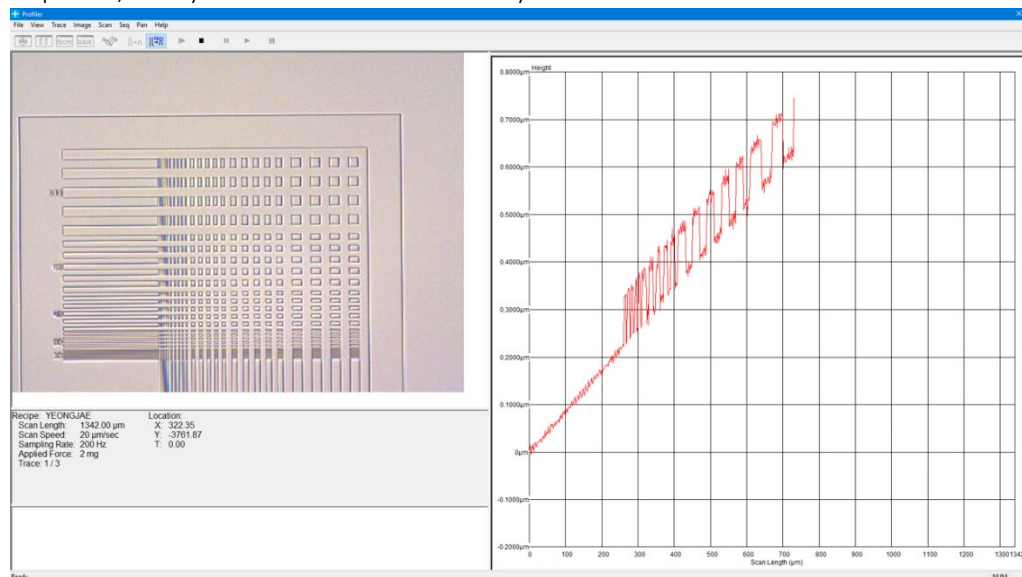 Profiler
File View Trace Image Scan Seq Pan Help
Recipe: YEONGJAE
Scan Length: 1342.00 µm
Scan Speed: 20 µm/sec
Sampling Rate: 200 Hz
Applied Force: 2 mg
Trace: 1 / 3
Location:
X: 322.35
Y: -3761.87
T: 0.00
Height
0.8000µm
0.7000µm
0.6000µm
0.5000µm
0.4000µm
0.3000µm
0.2000µm
0.1000µm
0µm
-0.1000µm
-0.2000µm
0 100 200 300 400 500 600 700 800 900 1000 1100 1200 1300 1342
Scan Length (µm)
Ready
NUM